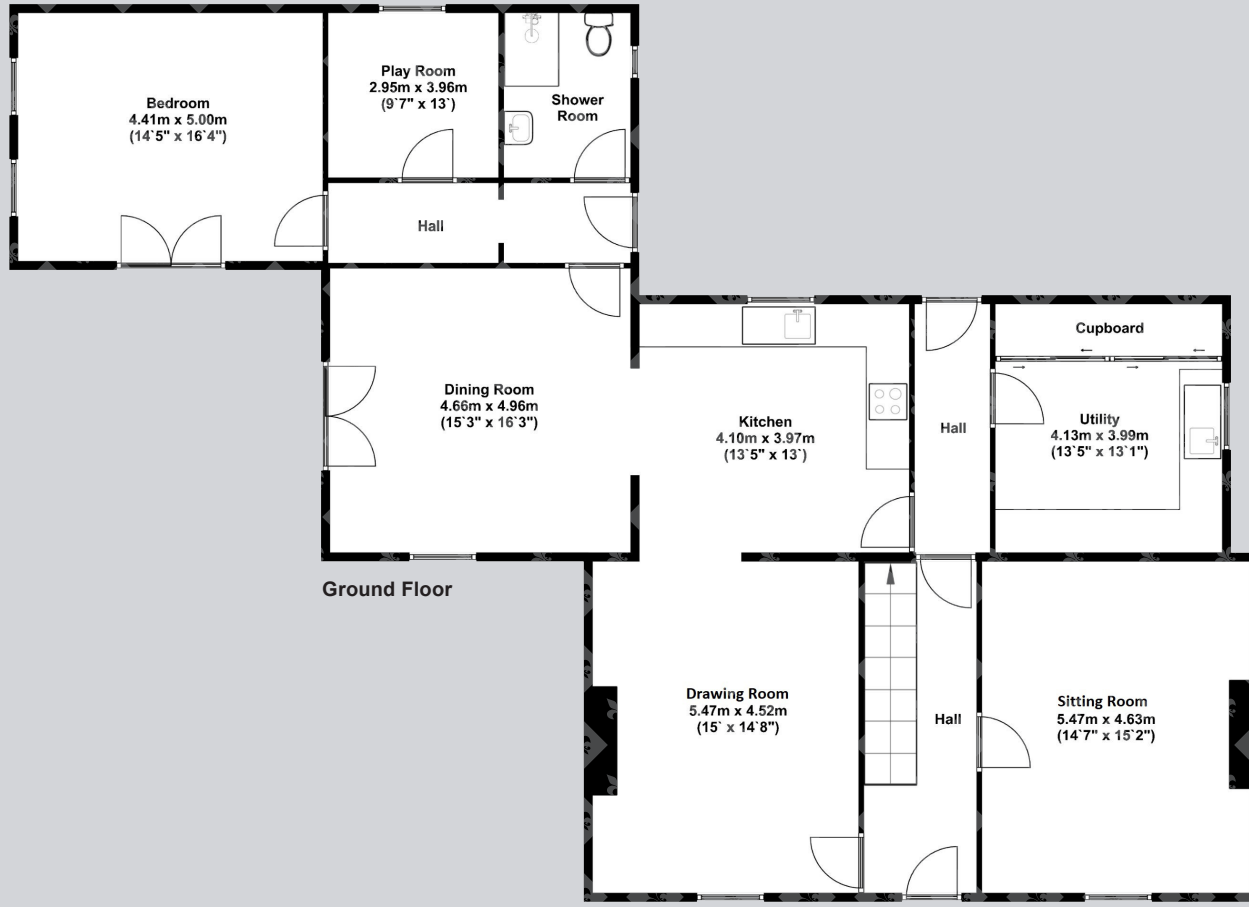 Bedroom
4.41m x 5.00m
(14`5" x 16`4")
Play Room
2.95m x 3.96m
(9`7" x 13`)
Shower
Room
Hall
Dining Room
4.66m x 4.96m
(15`3" x 16`3")
Kitchen
4.10m x 3.97m
(13`5" x 13`)
Hall
Cupboard
Utility
4.13m x 3.99m
(13`5" x 13`1")
Ground Floor
Drawing Room
5.47m x 4.52m
(15` x 14`8")
Hall
Sitting Room
5.47m x 4.63m
(14`7" x 15`2")